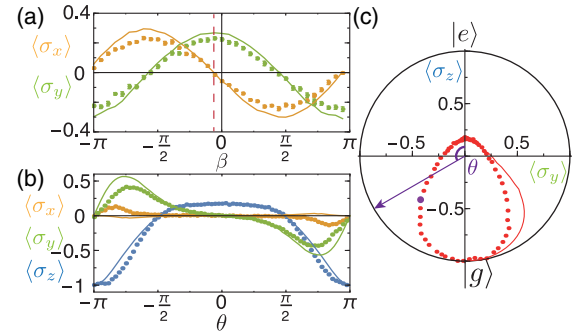 (a)
0.4
⟨σx⟩
⟨σy⟩
0
-0.4
-π
-π/2
0
π/2
π
β
(b)
0.5
⟨σx⟩
⟨σy⟩
⟨σz⟩
0
-0.5
-1
-π
-π/2
0
π/2
π
θ
(c)
|e⟩
⟨σz⟩
0.5
-0.5
0.5
θ
⟨σy⟩
-0.5
|g⟩